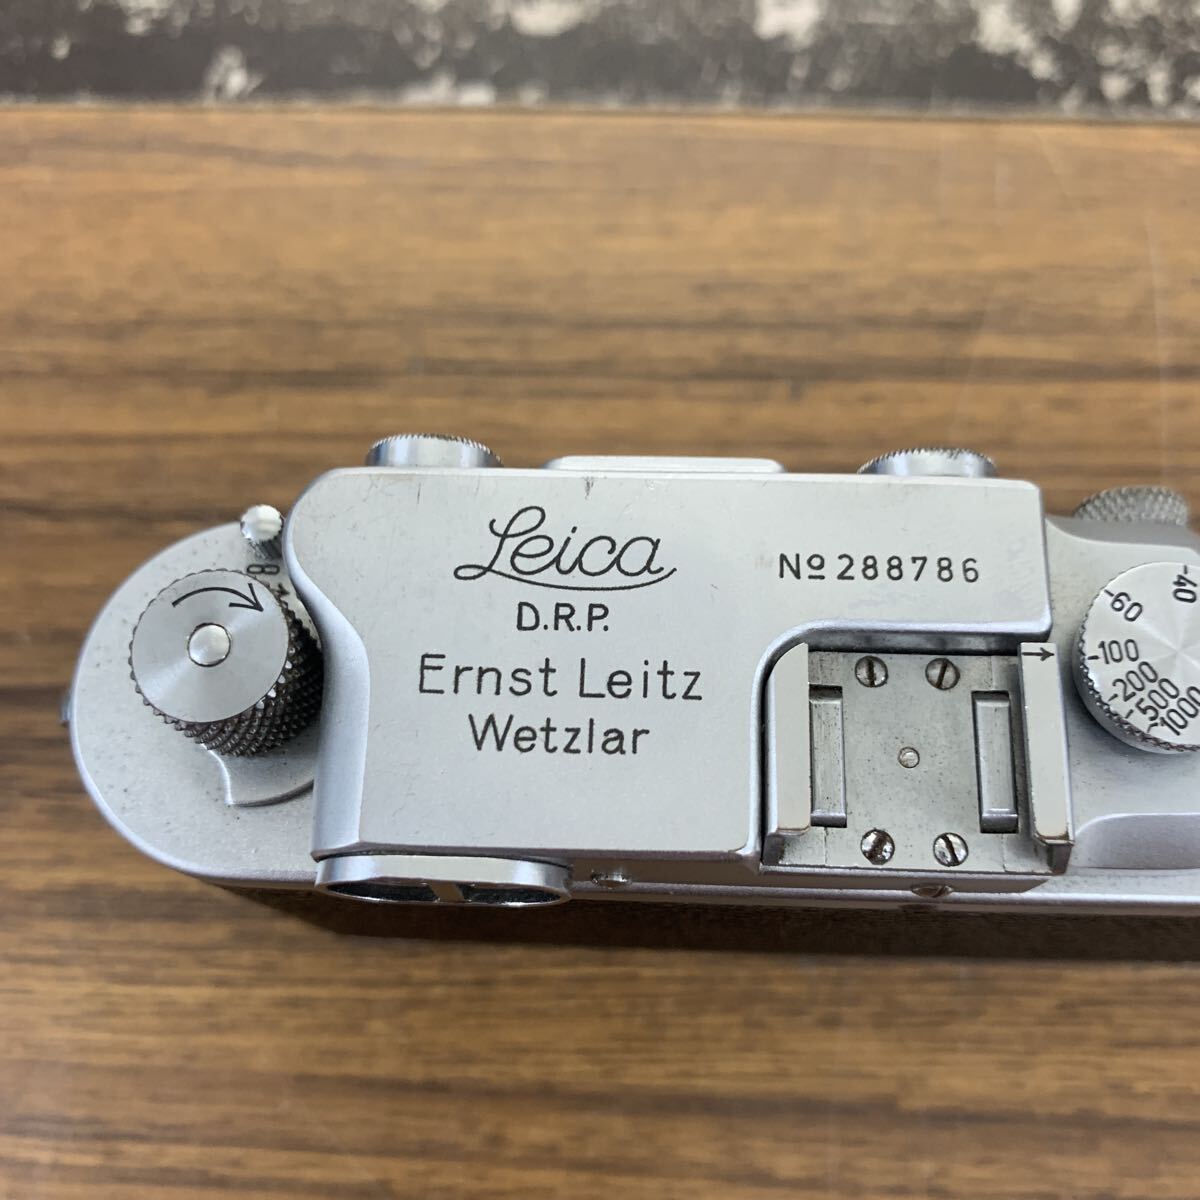 Leica
D.R.P.
Ernst Leitz
Wetzlar
Nº 288786
8
→
-40
-60
-100
-200
-500
1000